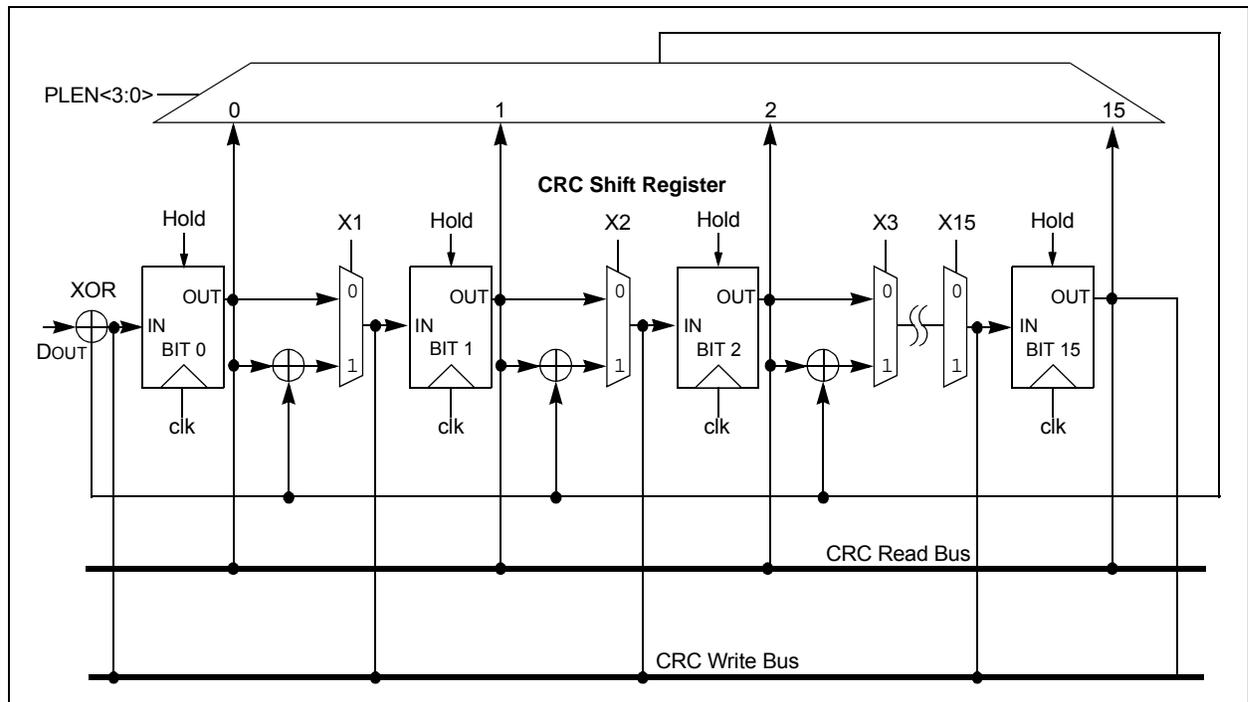 PLEN<3:0>
0 1 2 15
CRC Shift Register
Hold X1 Hold X2 Hold X3 X15 Hold
XOR
OUT 0 OUT 0 OUT 0 0 OUT
DOUT IN IN IN IN
BIT 0 1 BIT 1 1 BIT 2 1 1 BIT 15
clk clk clk clk
CRC Read Bus
CRC Write Bus